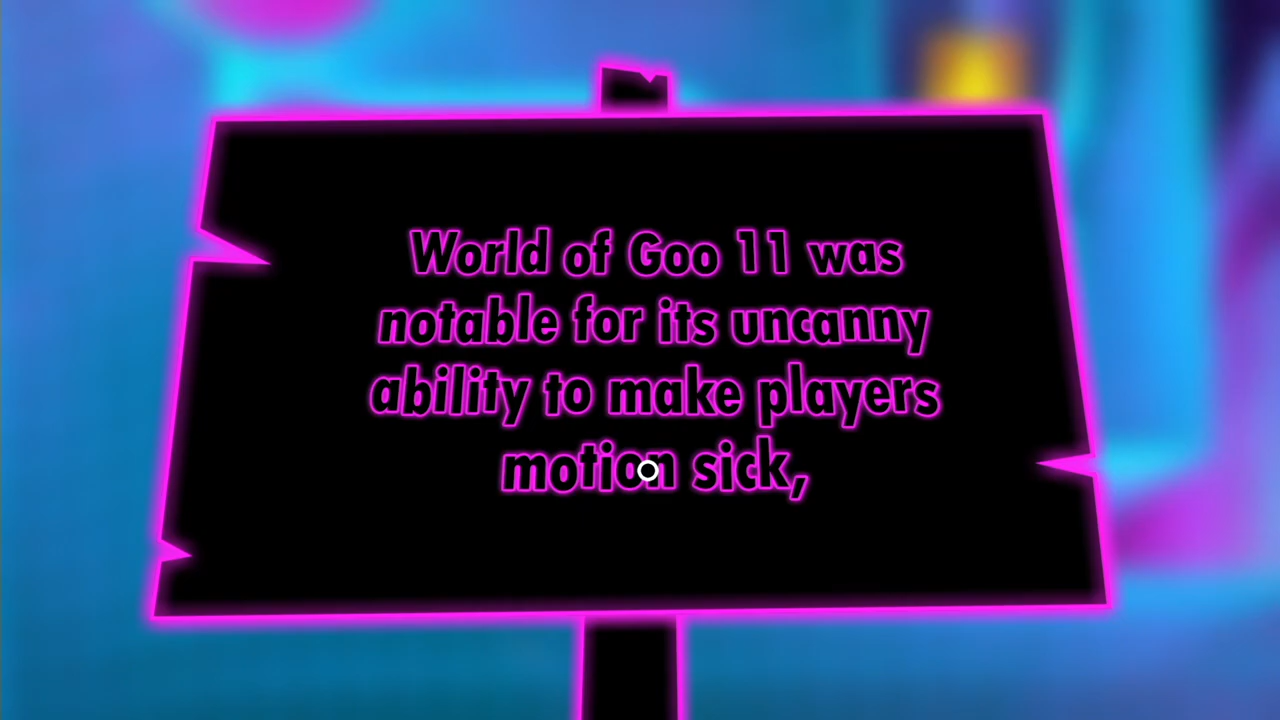 World of Goo 11 was
notable for its uncanny
ability to make players
motion sick,